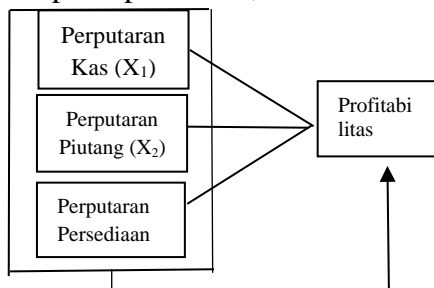 Perputaran
Kas (X₁)
Perputaran
Piutang (X₂)
Perputaran
Persediaan
Profitabi
litas